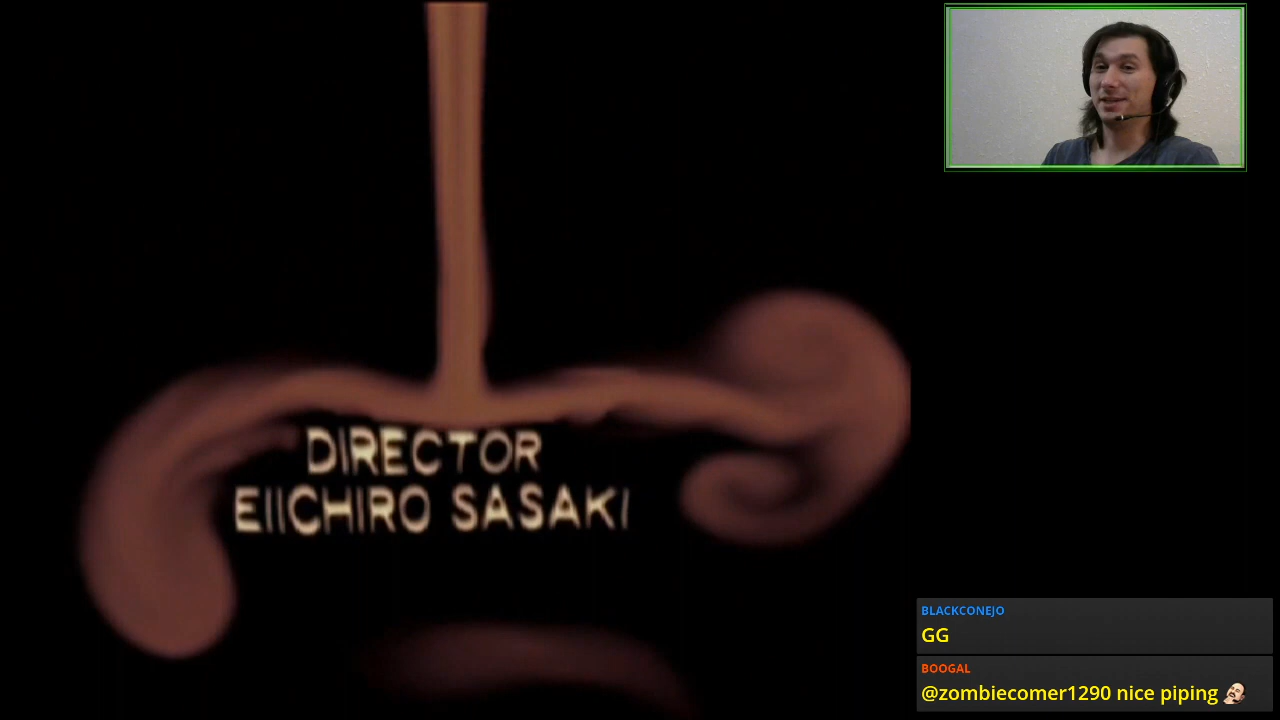 DIRECTOR
EIICHIRO SASAKI
BLACKCONEJO
GG
BOOGAL
@zombiecomer1290 nice piping